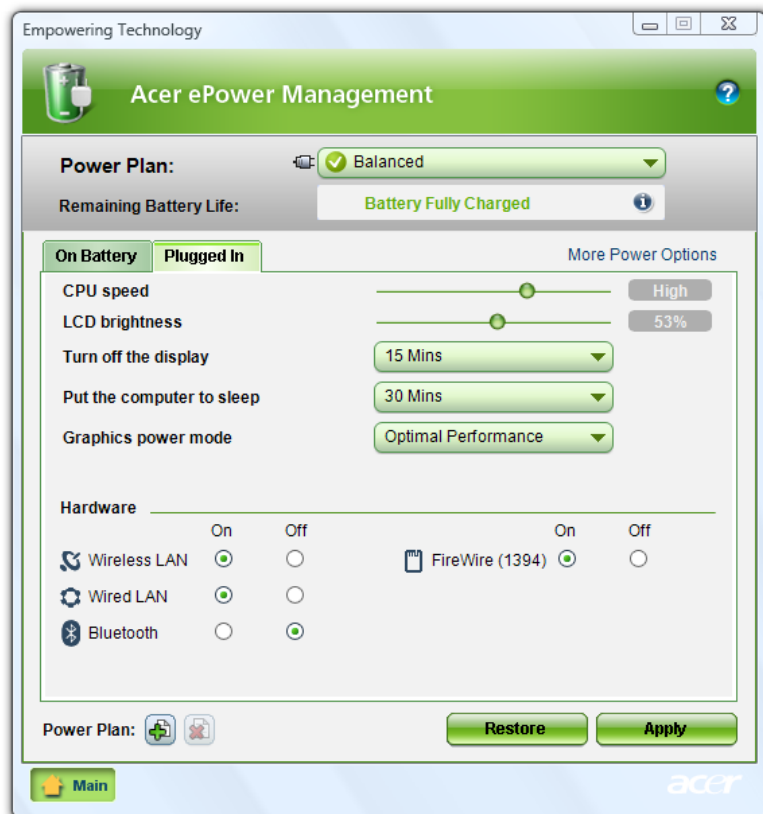 Empowering Technology
Acer ePower Management
?
Power Plan: Balanced
Remaining Battery Life: Battery Fully Charged i
On Battery Plugged In More Power Options
CPU speed High
LCD brightness 53%
Turn off the display 15 Mins
Put the computer to sleep 30 Mins
Graphics power mode Optimal Performance
Hardware
On Off On Off
Wireless LAN FireWire (1394)
Wired LAN
Bluetooth
Power Plan: Restore Apply
Main acer